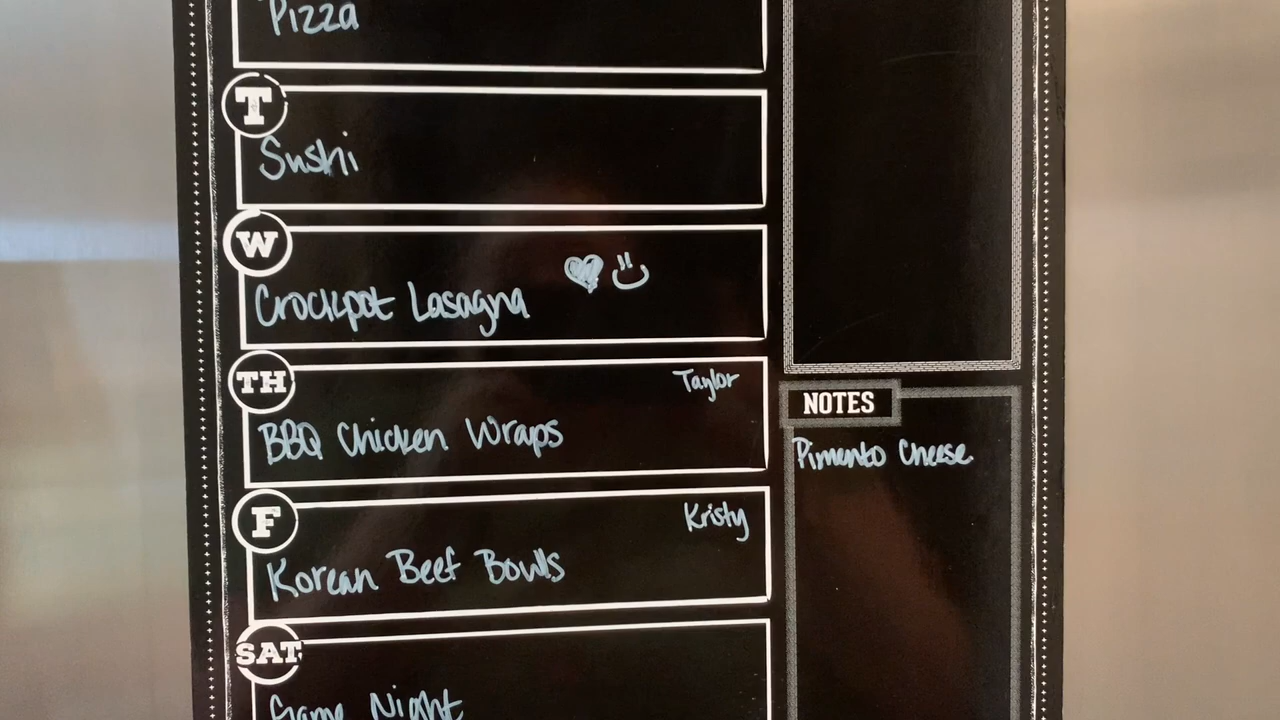 Pizza
T
Sushi
W
Crockpot Lasagna
TH
Taylor
BBQ Chicken Wraps
F
Kristy
Korean Beef Bowls
SAT
Game Night
NOTES
Pimento Cheese